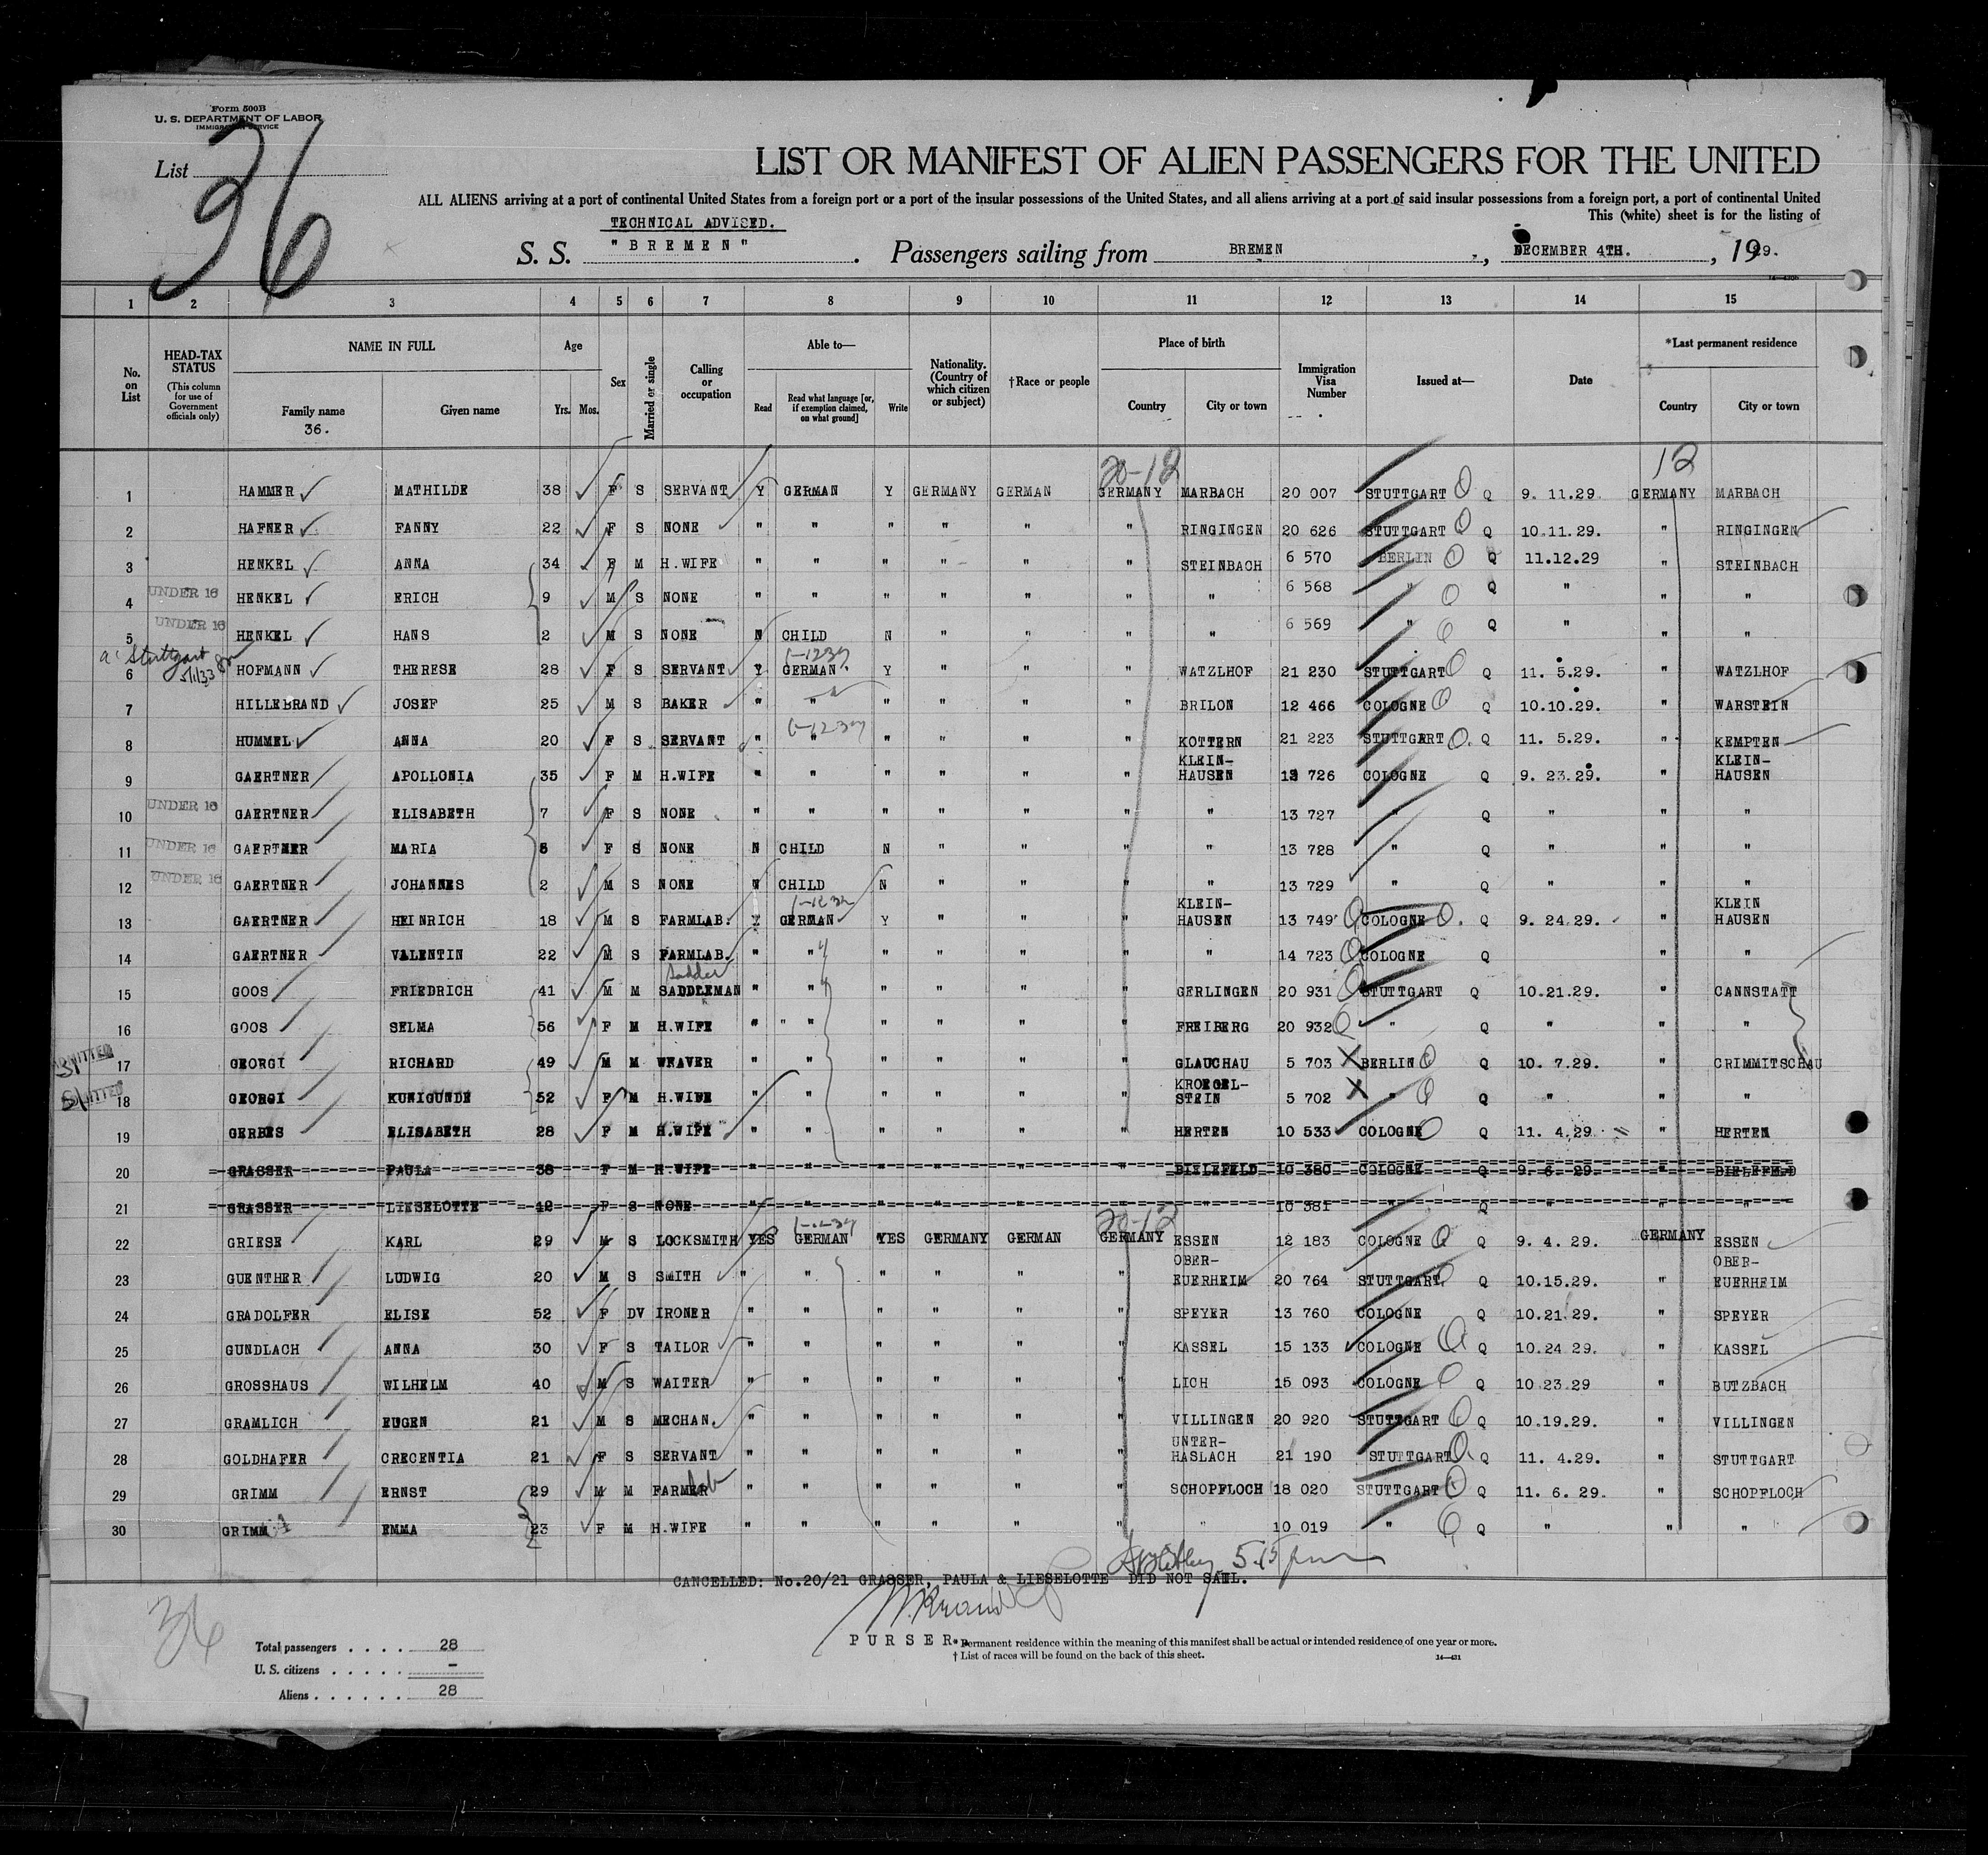 Form 500B
U. S. DEPARTMENT OF LABOR
IMMIGRATION SERVICE
List 36
LIST OR MANIFEST OF ALIEN PASSENGERS FOR THE UNITED
ALL ALIENS arriving at a port of continental United States from a foreign port or a port of the insular possessions of the United States, and all aliens arriving at a port of said insular possessions from a foreign port, a port of continental United
This (white) sheet is for the listing of
TECHNICAL ADVISED.
S. S. "BREMEN". Passengers sailing from BREMEN, DECEMBER 4TH., 1929.
1 2 3 4 5 6 7 8 9 10 11 12 13 14 15
No. on List HEAD-TAX STATUS (This column for use of Government officials only) NAME IN FULL Family name Given name Age Yrs. Mos. Sex Married or single Calling or occupation Able to— Read Read what language [or, if exemption claimed, on what ground] Write Nationality. (Country of which citizen or subject) †Race or people Place of birth Country City or town Immigration Visa Number Issued at— Date *Last permanent residence Country City or town
36.
20-12 12
1 HAMMER MATHILDE 38 F S SERVANT Y GERMAN Y GERMANY GERMAN GERMANY MARBACH 20 007 STUTTGART Q 9. 11.29. GERMANY MARBACH
2 HAFNER FANNY 22 F S NONE " " " " " " RINGINGEN 20 626 STUTTGART Q 10.11.29. " RINGINGEN
3 HENKEL ANNA 34 F M H.WIFE " " " " " " STEINBACH 6 570 BERLIN Q 11.12.29 " STEINBACH
4 UNDER 16 HENKEL ERICH 9 M S NONE " " " " " " " 6 568 " Q " " "
5 UNDER 16 HENKEL HANS 2 M S NONE N CHILD N " " " " 6 569 " Q " " "
6 Stuttgart 5/1/33 HOFMANN THERESE 28 F S SERVANT Y GERMAN. Y " " " WATZLHOF 21 230 STUTTGART Q 11. 5.29. " WATZLHOF
7 HILLEBRAND JOSEF 25 M S BAKER " " " " " " BRILON 12 466 COLOGNE Q 10.10.29. " WARSTEIN
8 HUMMEL ANNA 20 F S SERVANT " " " " " " KOTTERN 21 223 STUTTGART Q 11. 5.29. " KEMPTEN
9 GAERTNER APOLLONIA 35 F M H.WIFE " " " " " " KLEIN-HAUSEN 13 726 COLOGNE Q 9. 23.29. " KLEIN-HAUSEN
10 UNDER 16 GAERTNER ELISABETH 7 F S NONE " " " " " " " 13 727 " Q " " "
11 UNDER 16 GAERTNER MARIA 5 F S NONE N CHILD N " " " " 13 728 " Q " " "
12 UNDER 16 GAERTNER JOHANNES 2 M S NONE N CHILD N " " " " 13 729 " Q " " "
13 GAERTNER HEINRICH 18 M S FARMLAB. Y GERMAN Y " " " KLEIN-HAUSEN 13 749 COLOGNE Q 9. 24.29. " KLEIN HAUSEN
14 GAERTNER VALENTIN 22 M S FARMLAB. " " " " " " " 14 723 COLOGNE Q " "
15 GOOS FRIEDRICH 41 M M SADDLEMAN " " " " " " GERLINGEN 20 931 STUTTGART Q 10.21.29. " CANNSTATT
16 GOOS SELMA 56 F M H.WIFE " " " " " " " FREIBERG 20 932 " Q " " "
17 ADMITTED GEORGI RICHARD 49 M M WEAVER " " " " " " GLAUCHAU 5 703 BERLIN Q 10. 7.29. " CRIMMITSCHAU
18 GEORGI KUNIGUNDE 52 F M H.WIFE " " " " " " KROEGEL-STEIN 5 702 " Q " " "
19 GERBES ELISABETH 28 F M H.WIFE " " " " " " HERTEN 10 533 COLOGNE Q 11. 4.29. " HERTEN
20 GRASSER PAULA 38 F M H.WIFE " " " " " " BIELEFELD 10 380 COLOGNE Q 9. 6. 29. " BIELEFELD
21 GRASSER LIESELOTTE 12 F S NONE " " " " " " " 10 381 " Q " " "
20-12
22 GRIESE KARL 29 M S LOCKSMITH YES GERMAN YES GERMANY GERMAN GERMANY ESSEN 12 183 COLOGNE Q 9. 4. 29. GERMANY ESSEN
23 GUENTHER LUDWIG 20 M S SMITH " " " " " " OBER-EUERHEIM 20 764 STUTTGART Q 10.15.29. " OBER-EUERHEIM
24 GRADOLFER ELISE 52 F DV IRONER " " " " " " SPEYER 13 760 COLOGNE Q 10.21.29. " SPEYER
25 GUNDLACH ANNA 30 F S TAILOR " " " " " " KASSEL 15 133 COLOGNE Q 10.24 29. " KASSEL
26 GROSSHAUS WILHELM 40 M S WAITER " " " " " " LICH 15 093 COLOGNE Q 10.23.29 " BUTZBACH
27 GRAMLICH EUGEN 21 M S MECHAN. " " " " " " VILLINGEN 20 920 STUTTGART Q 10.19.29. " VILLINGEN
28 GOLDHAFER CRECENTIA 21 F S SERVANT " " " " " " UNTER-HASLACH 21 190 STUTTGART Q 11. 4.29. " STUTTGART
29 GRIMM ERNST 29 M M FARMER lab " " " " " " SCHOPFLOCH 18 020 STUTTGART Q 11. 6. 29. " SCHOPFLOCH
30 GRIMM EMMA 23 F M H.WIFE " " " " " " " 10 019 " Q " " "
CANCELLED: No.20/21 GRASSER, PAULA & LIESELOTTE DID NOT SAIL.
36
PURSER.
Total passengers . . . . 28
U. S. citizens . . . . . –
Aliens . . . . . . 28
* Permanent residence within the meaning of this manifest shall be actual or intended residence of one year or more.
† List of races will be found on the back of this sheet.
14—431